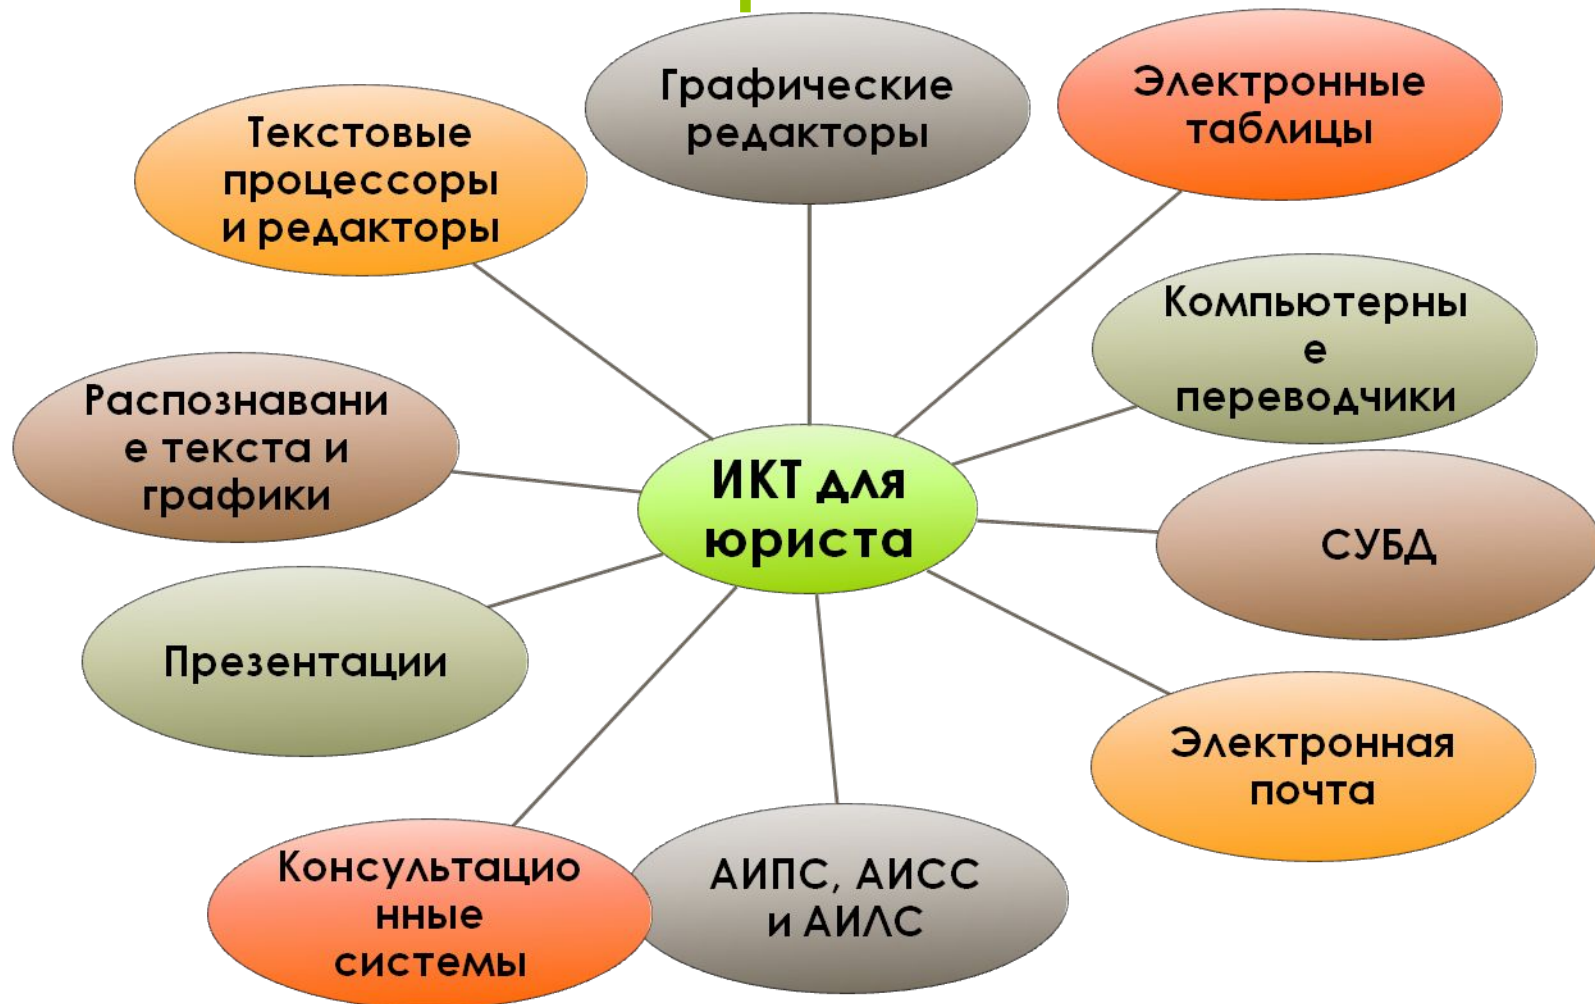 Графические
редакторы
Электронные
таблицы
Текстовые
процессоры
и редакторы
Компьютерны
е
переводчики
Распознавани
е текста и
графики
ИКТ для
юриста
СУБД
Презентации
Электронная
почта
Консультацио
нные
системы
АИПС, АИСС
и АИЛС